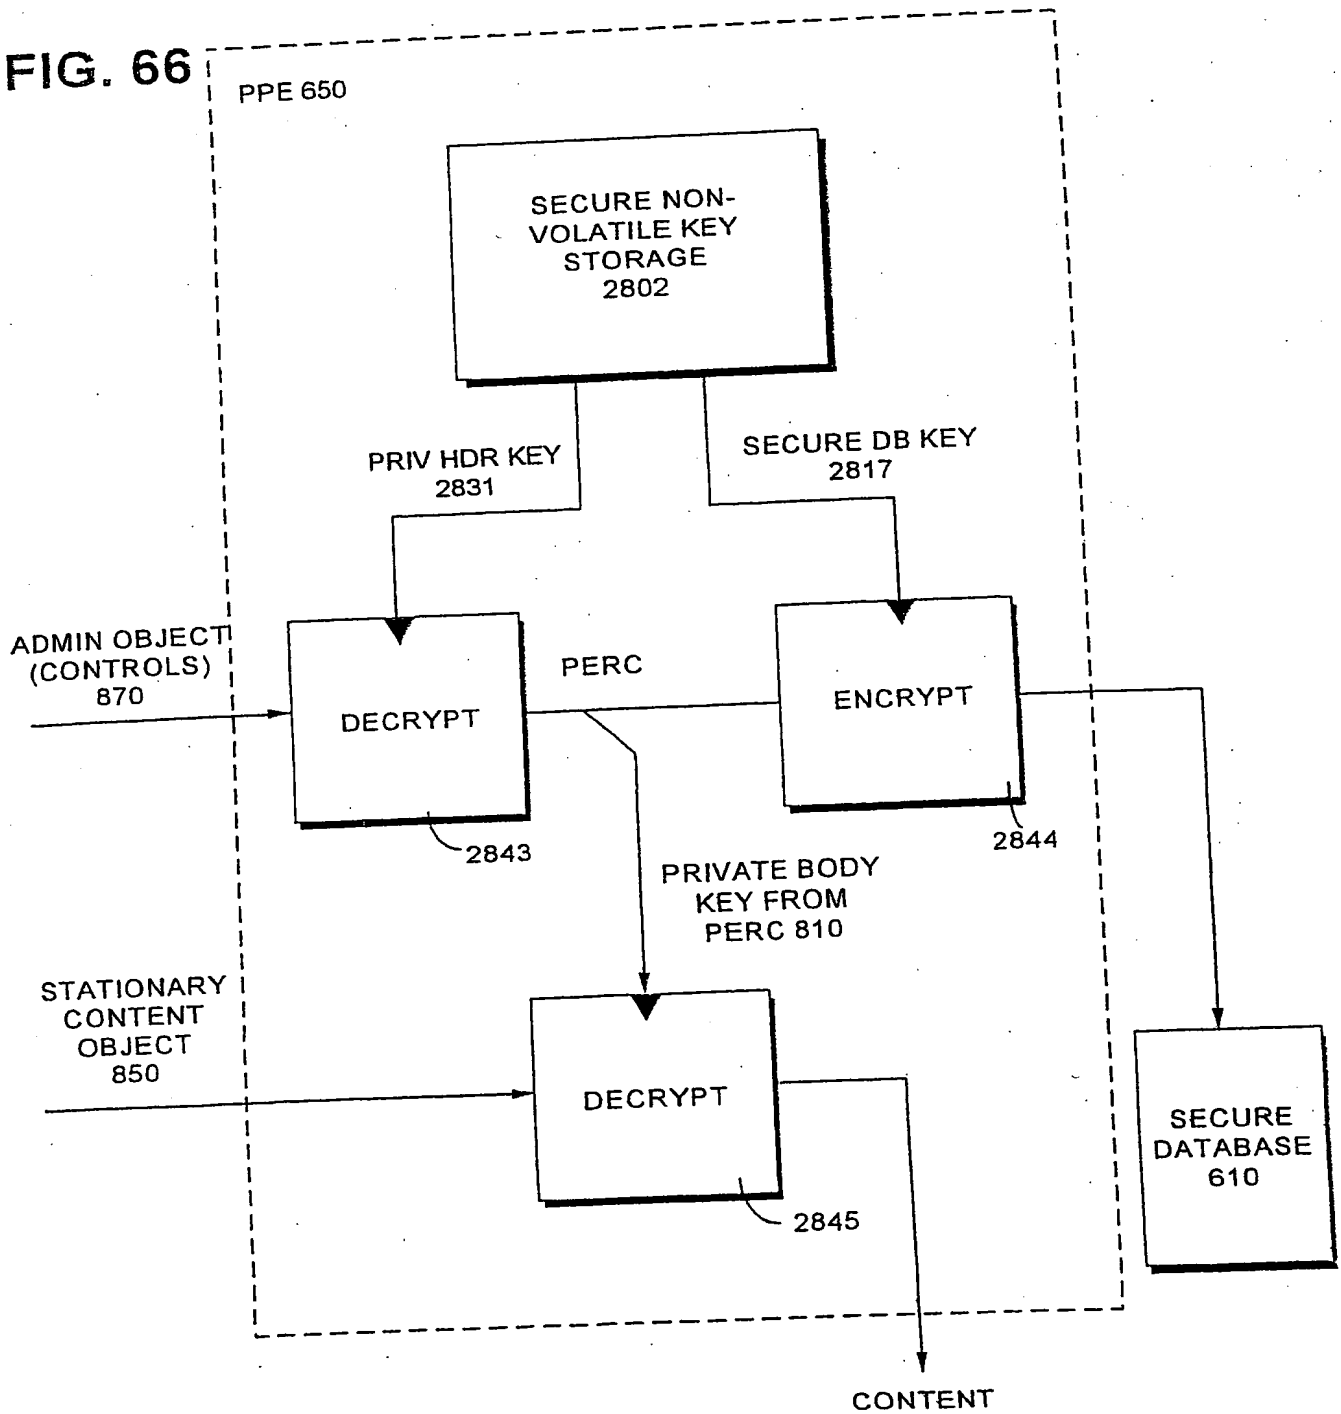 FIG. 66
PPE 650
SECURE NON-
VOLATILE KEY
STORAGE
2802
PRIV HDR KEY
2831
SECURE DB KEY
2817
ADMIN OBJECT
(CONTROLS)
870
DECRYPT
PERC
ENCRYPT
2843
2844
PRIVATE BODY
KEY FROM
PERC 810
STATIONARY
CONTENT
OBJECT
850
DECRYPT
2845
SECURE
DATABASE
610
CONTENT